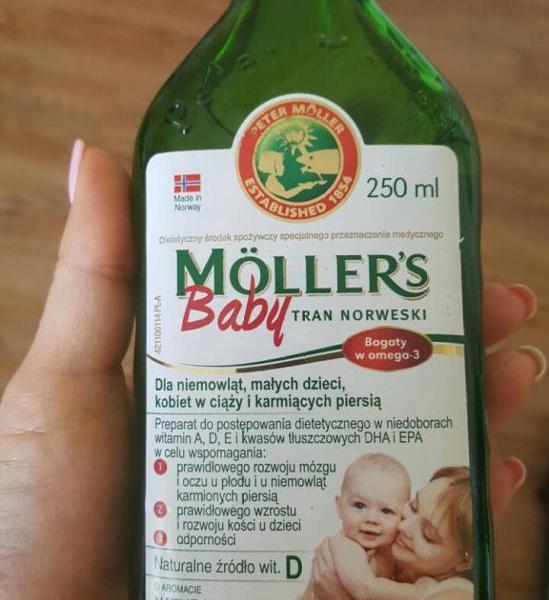 PETER MÖLLER
ESTABLISHED 1854
Made in
Norway
250 ml
Dietetyczny środek spożywczy specjalnego przeznaczenia medycznego
MÖLLER'S
Baby TRAN NORWESKI
Bogaty
w omega-3
Dla niemowląt, małych dzieci,
kobiet w ciąży i karmiących piersią
Preparat do postępowania dietetycznego w niedoborach
witamin A, D, E i kwasów tłuszczowych DHA i EPA
w celu wspomagania:
1 prawidłowego rozwoju mózgu
i oczu u płodu i u niemowląt
karmionych piersią
2 prawidłowego wzrostu
i rozwoju kości u dzieci
odporności
Naturalne źródło wit. D
O AROMACIE